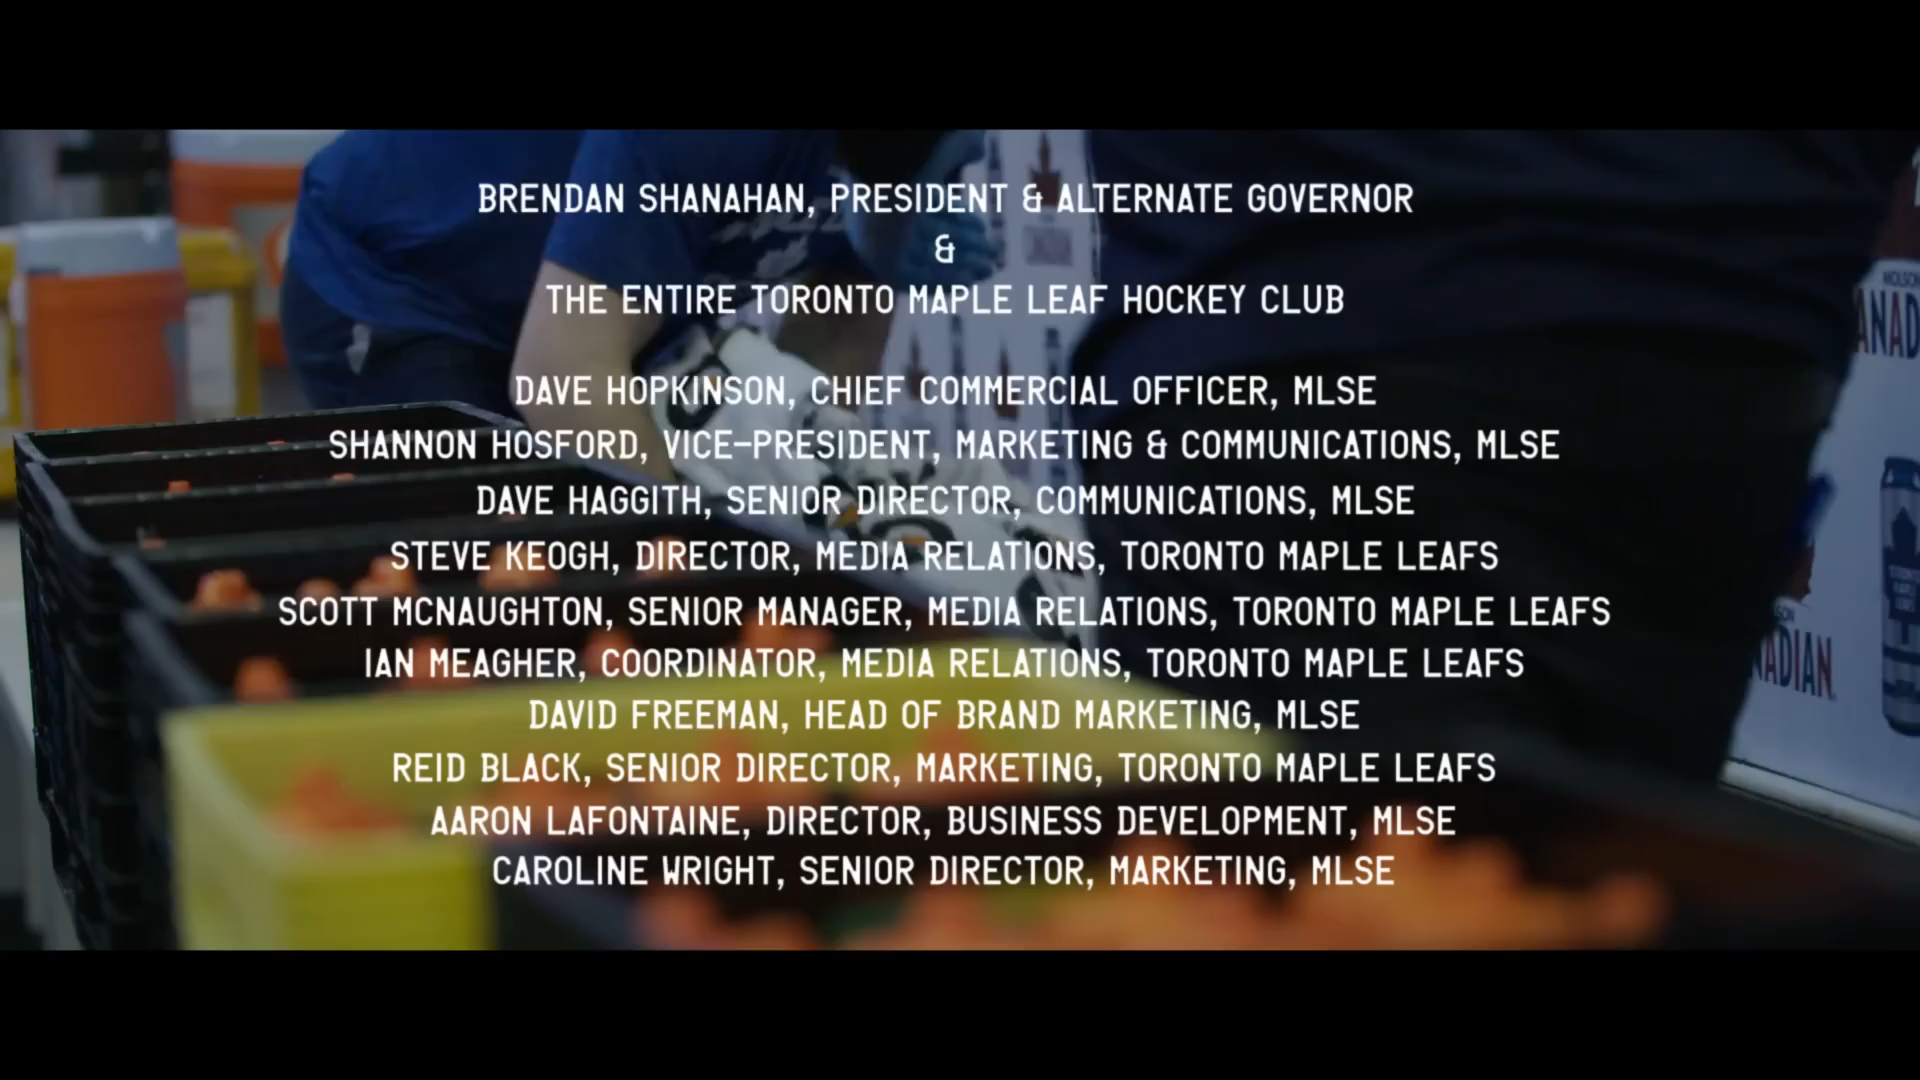 BRENDAN SHANAHAN, PRESIDENT & ALTERNATE GOVERNOR
&
THE ENTIRE TORONTO MAPLE LEAF HOCKEY CLUB
DAVE HOPKINSON, CHIEF COMMERCIAL OFFICER, MLSE
SHANNON HOSFORD, VICE-PRESIDENT, MARKETING & COMMUNICATIONS, MLSE
DAVE HAGGITH, SENIOR DIRECTOR, COMMUNICATIONS, MLSE
STEVE KEOGH, DIRECTOR, MEDIA RELATIONS, TORONTO MAPLE LEAFS
SCOTT MCNAUGHTON, SENIOR MANAGER, MEDIA RELATIONS, TORONTO MAPLE LEAFS
IAN MEAGHER, COORDINATOR, MEDIA RELATIONS, TORONTO MAPLE LEAFS
DAVID FREEMAN, HEAD OF BRAND MARKETING, MLSE
REID BLACK, SENIOR DIRECTOR, MARKETING, TORONTO MAPLE LEAFS
AARON LAFONTAINE, DIRECTOR, BUSINESS DEVELOPMENT, MLSE
CAROLINE WRIGHT, SENIOR DIRECTOR, MARKETING, MLSE